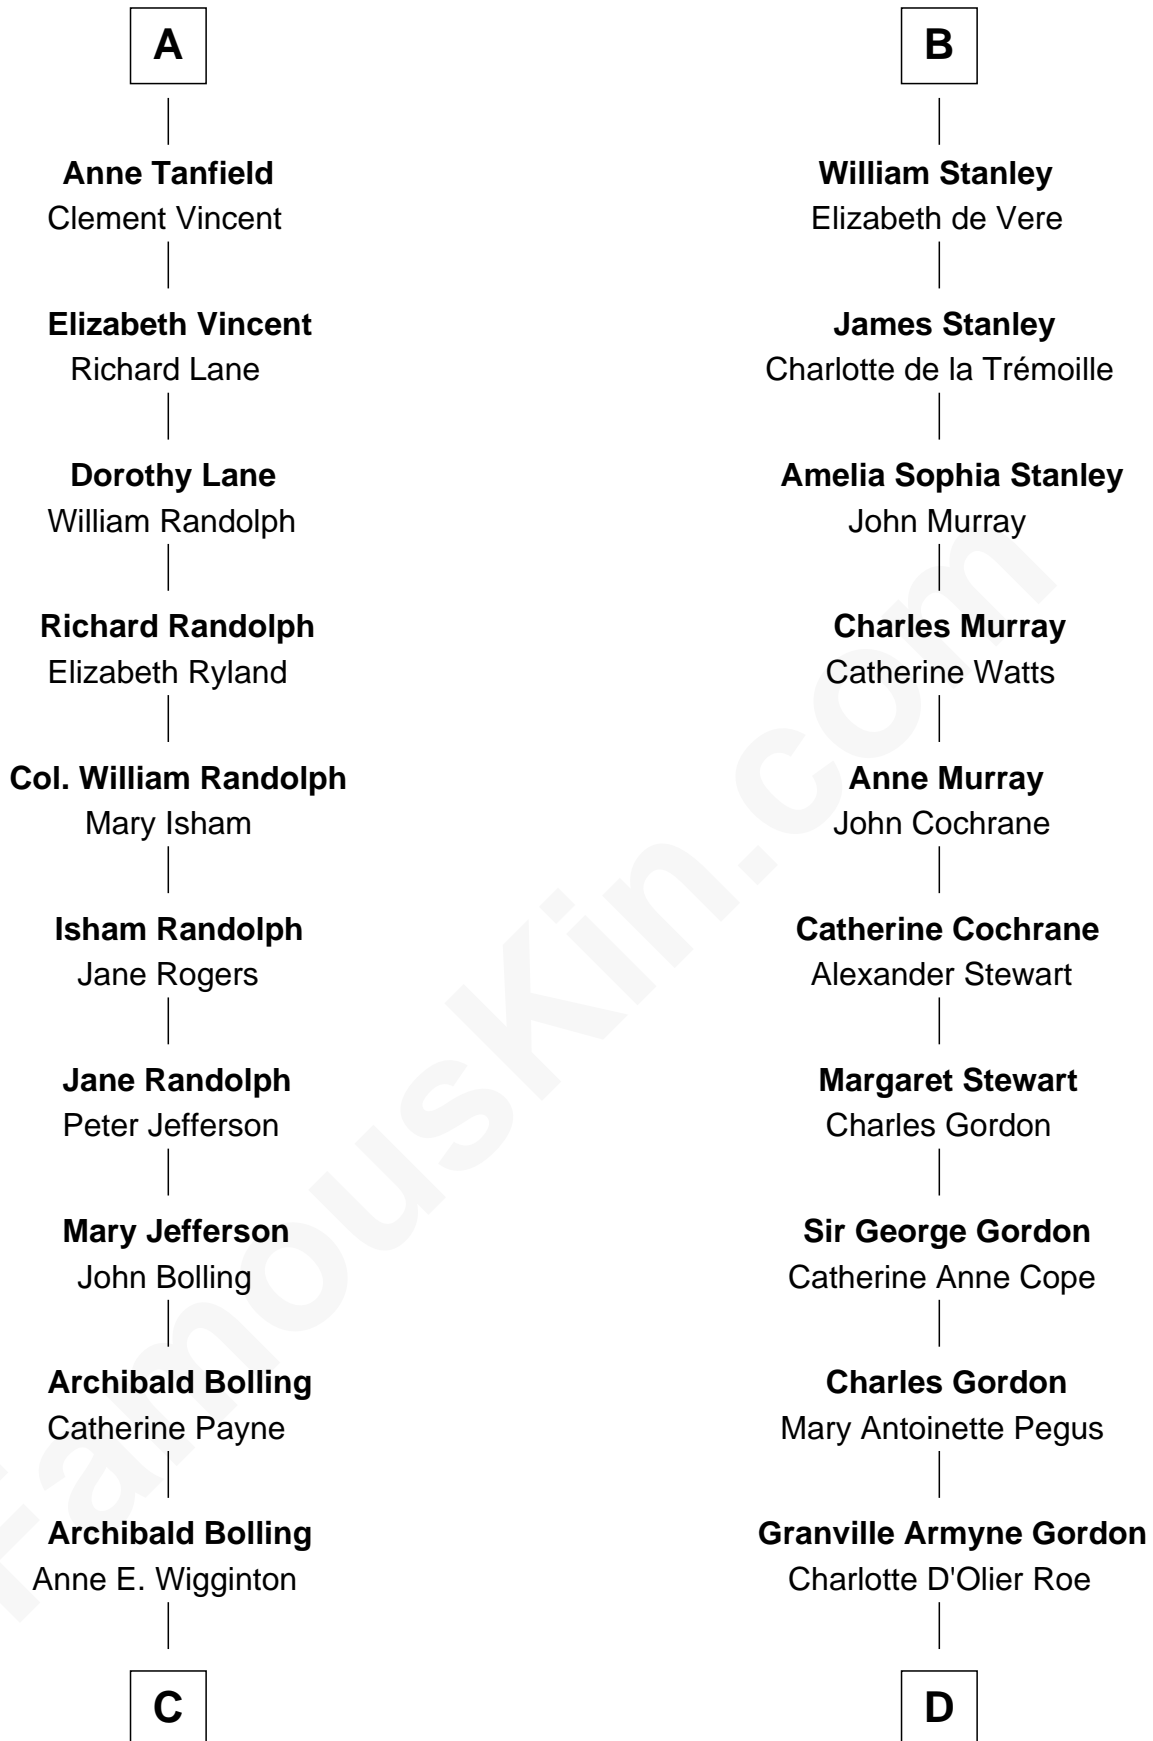 A
Anne Tanfield
Clement Vincent
Elizabeth Vincent
Richard Lane
Dorothy Lane
William Randolph
Richard Randolph
Elizabeth Ryland
Col. William Randolph
Mary Isham
Isham Randolph
Jane Rogers
Jane Randolph
Peter Jefferson
Mary Jefferson
John Bolling
Archibald Bolling
Catherine Payne
Archibald Bolling
Anne E. Wigginton
C
B
William Stanley
Elizabeth de Vere
James Stanley
Charlotte de la Trémoille
Amelia Sophia Stanley
John Murray
Charles Murray
Catherine Watts
Anne Murray
John Cochrane
Catherine Cochrane
Alexander Stewart
Margaret Stewart
Charles Gordon
Sir George Gordon
Catherine Anne Cope
Charles Gordon
Mary Antoinette Pegus
Granville Armyne Gordon
Charlotte D'Olier Roe
D
FamousKin.com